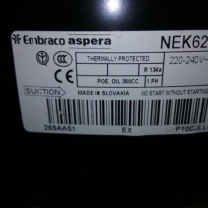 Embraco aspera NEK62
THERMALLY PROTECTED 220-240V~
R 134a
POE. OIL 350CC 1 PH
SUCTION MADE IN SLOVAKIA NO START WITHOUT STARTING
269AA51 EX